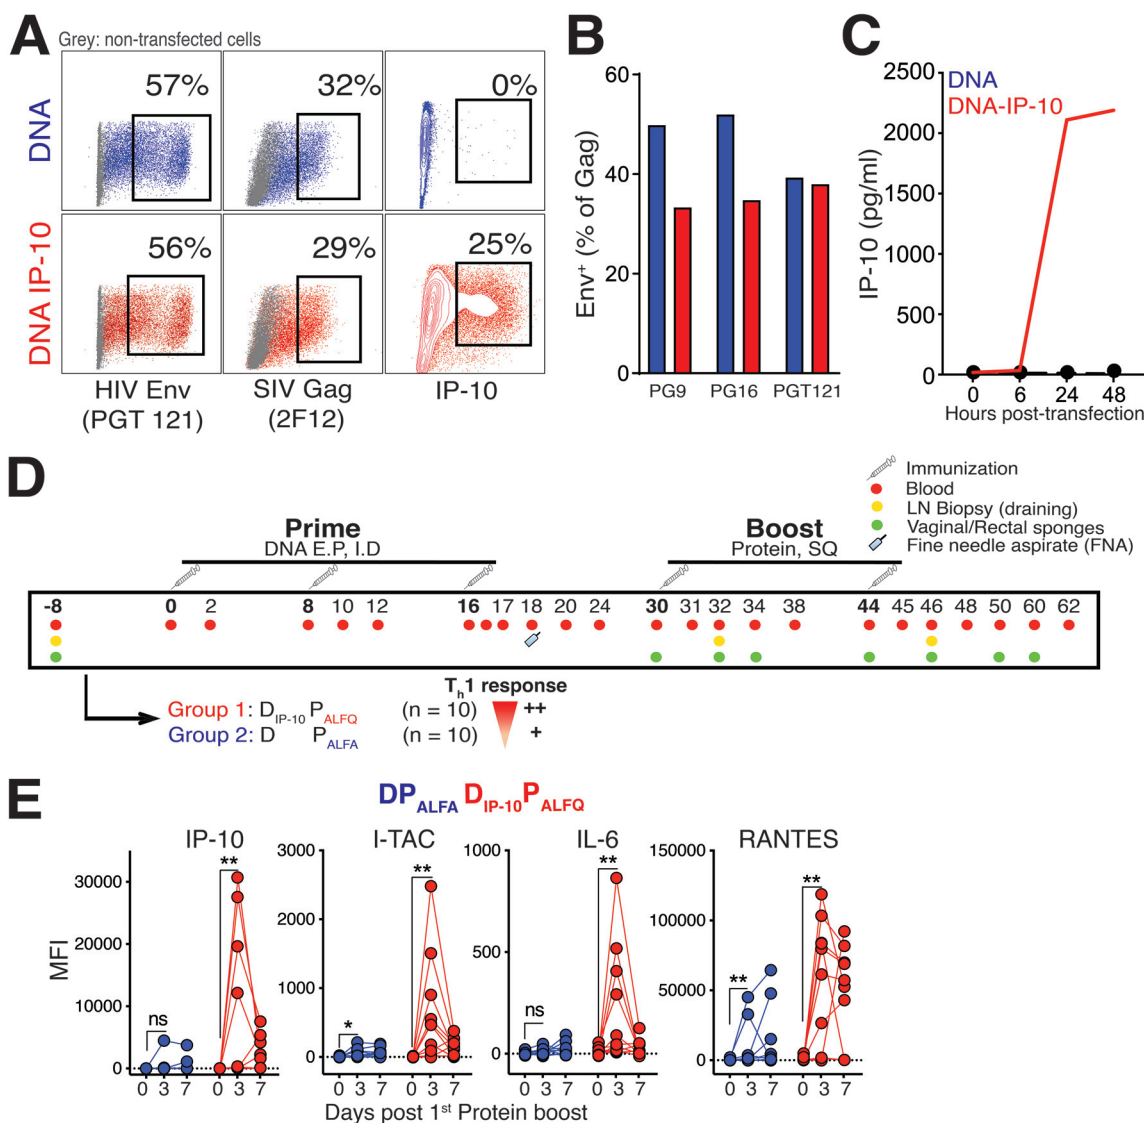 A
Grey: non-transfected cells
DNA
57%
32%
0%
DNA IP-10
56%
29%
25%
HIV Env
(PGT 121)
SIV Gag
(2F12)
IP-10
B
Env+ (% of Gag)
60
40
20
0
PG9 PG16 PGT121
C
DNA
DNA-IP-10
IP-10 (pg/ml)
2500
2000
1500
1000
500
0
0 6 24 48
Hours post-transfection
D
Immunization
Blood
LN Biopsy (draining)
Vaginal/Rectal sponges
Fine needle aspirate (FNA)
Prime
DNA E.P, I.D
Boost
Protein, SQ
-8 0 2 8 10 12 16 17 18 20 24 30 31 32 34 38 44 45 46 48 50 60 62
Th1 response
Group 1: DIP-10 PALFQ (n = 10) ++
Group 2: D PALFA (n = 10) +
E
DPALFA DIP-10PALFQ
MFI
IP-10
30000
20000
10000
0
ns
**
0 3 7 0 3 7
I-TAC
3000
2000
1000
0
*
**
0 3 7 0 3 7
IL-6
1000
500
0
ns
**
0 3 7 0 3 7
RANTES
150000
100000
50000
0
**
**
0 3 7 0 3 7
Days post 1st Protein boost